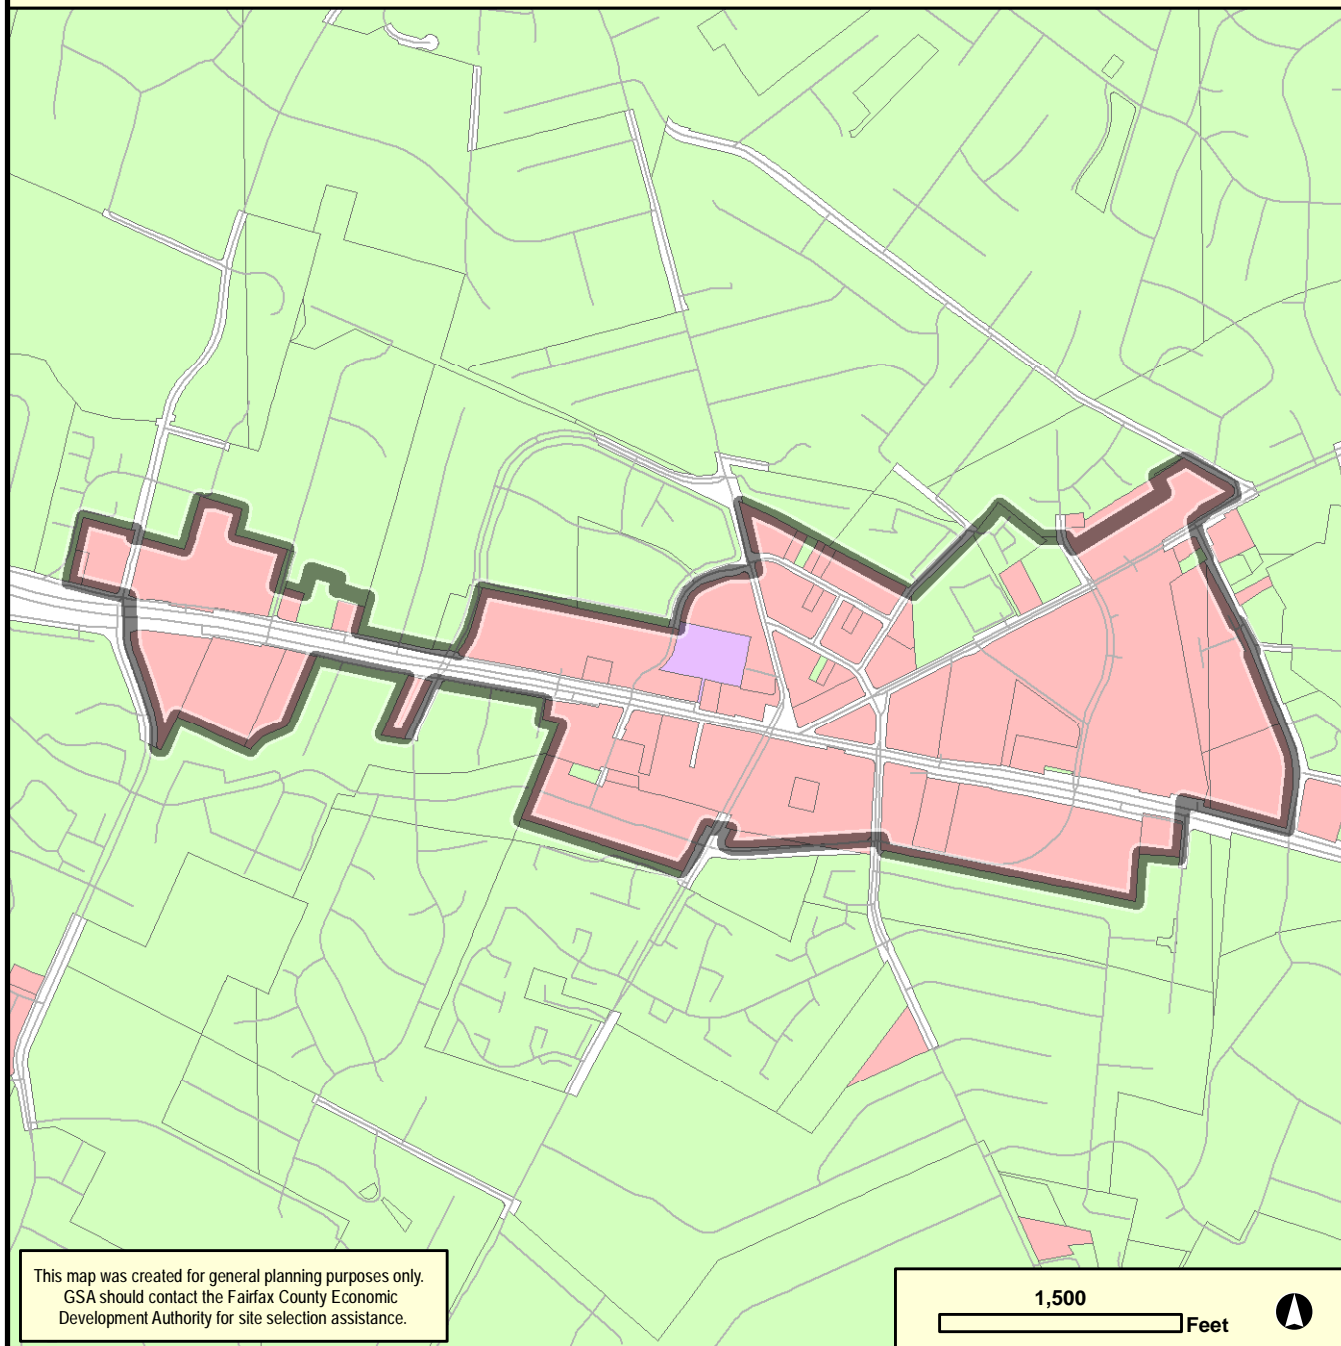 This map was created for general planning purposes only.
GSA should contact the Fairfax County Economic
Development Authority for site selection assistance.
1,500
Feet